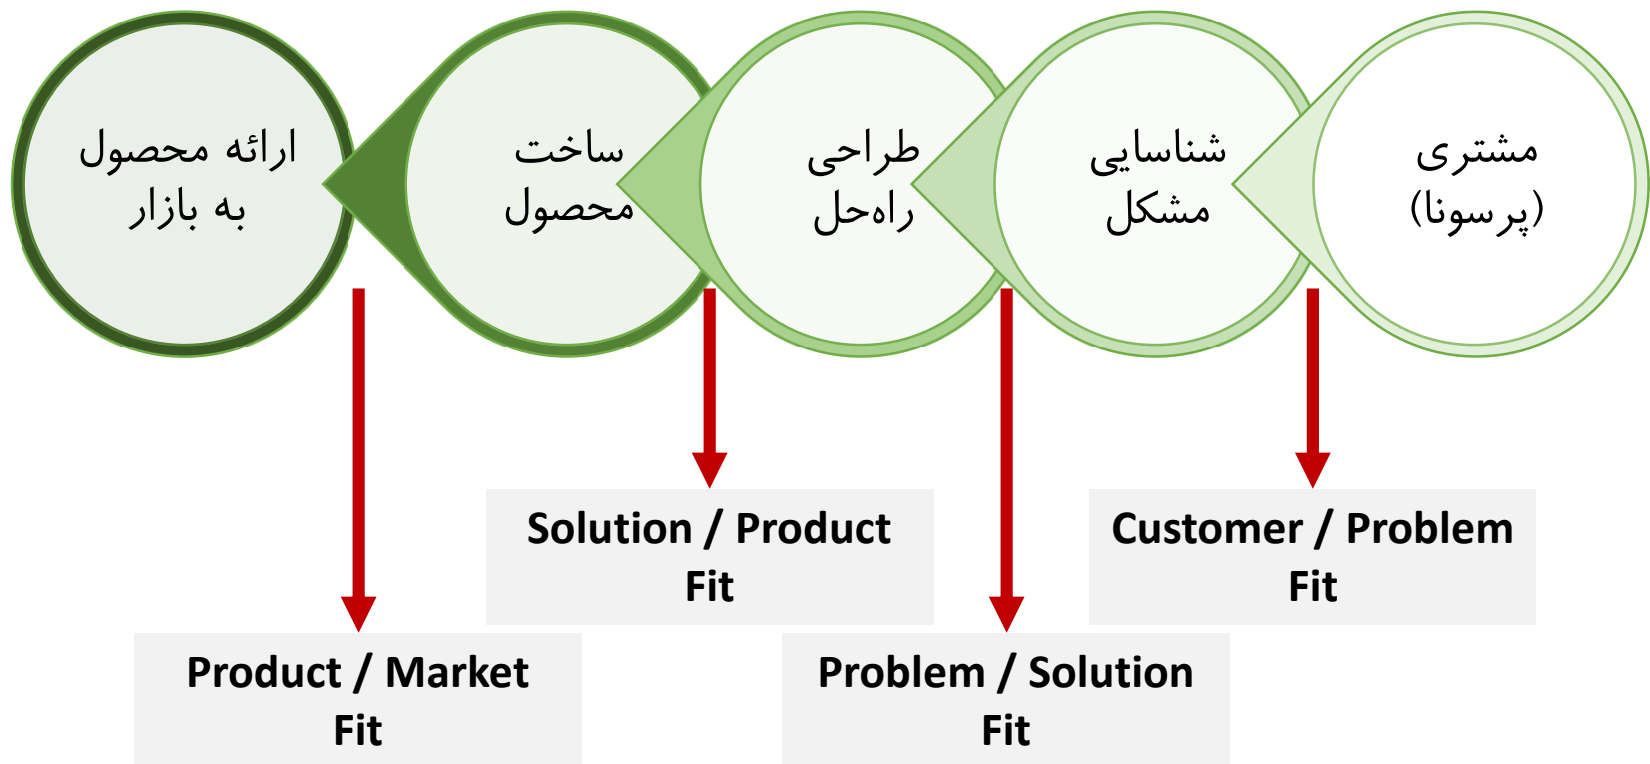 مشتری
(پرسونا)
شناسایی
مشکل
طراحی
راه‌حل
ساخت
محصول
ارائه محصول
به بازار
Customer / Problem
Fit
Problem / Solution
Fit
Solution / Product
Fit
Product / Market
Fit